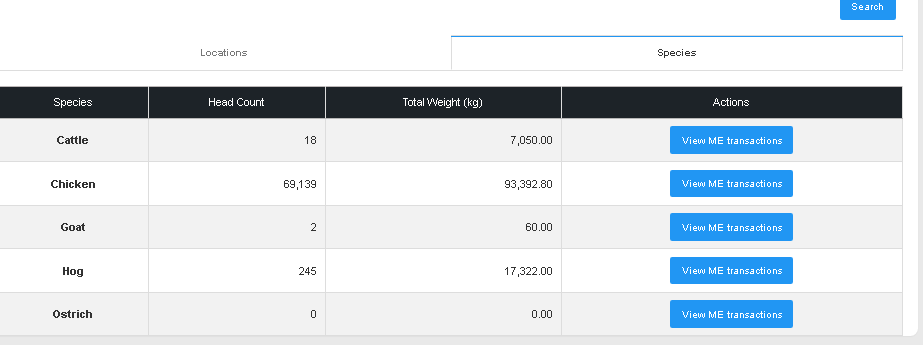 Search
Locations Species
Species Head Count Total Weight (kg) Actions
Cattle 18 7,050.00 View ME transactions
Chicken 69,139 93,392.80 View ME transactions
Goat 2 60.00 View ME transactions
Hog 245 17,322.00 View ME transactions
Ostrich 0 0.00 View ME transactions